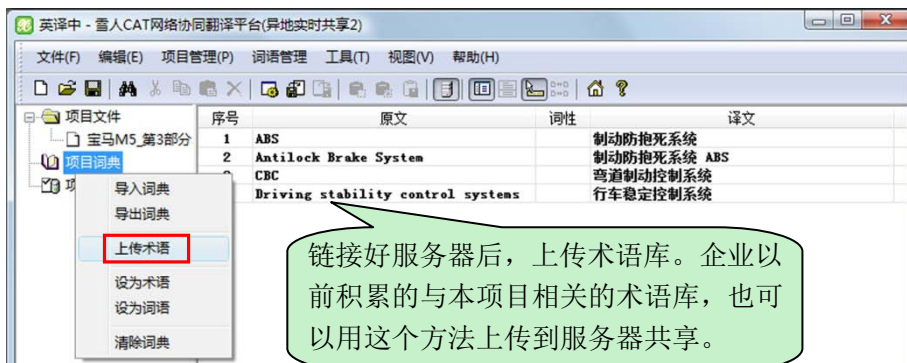 英译中 - 雪人CAT网络协同翻译平台(异地实时共享2)
文件(F) 编辑(E) 项目管理(P) 词语管理 工具(T) 视图(V) 帮助(H)
项目文件
宝马M5_第3部分
项目词典
项
序号 原文 词性 译文
1 ABS 制动防抱死系统
2 Antilock Brake System 制动防抱死系统 ABS
CBC 弯道制动控制系统
Driving stability control systems 行车稳定控制系统
导入词典
导出词典
上传术语
设为术语
设为词语
清除词典
链接好服务器后，上传术语库。企业以
前积累的与本项目相关的术语库，也可
以用这个方法上传到服务器共享。